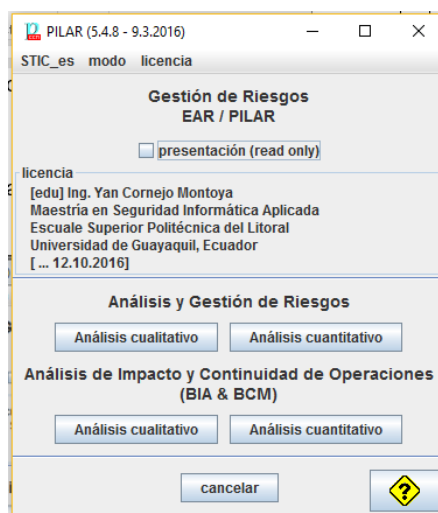 PILAR (5.4.8 - 9.3.2016)
STIC_es modo licencia
Gestión de Riesgos
EAR / PILAR
presentación (read only)
licencia
[edu] Ing. Yan Cornejo Montoya
Maestría en Seguridad Informática Aplicada
Escuale Superior Politécnica del Litoral
Universidad de Guayaquil, Ecuador
[ ... 12.10.2016]
Análisis y Gestión de Riesgos
Análisis cualitativo Análisis cuantitativo
Análisis de Impacto y Continuidad de Operaciones
(BIA & BCM)
Análisis cualitativo Análisis cuantitativo
cancelar ?